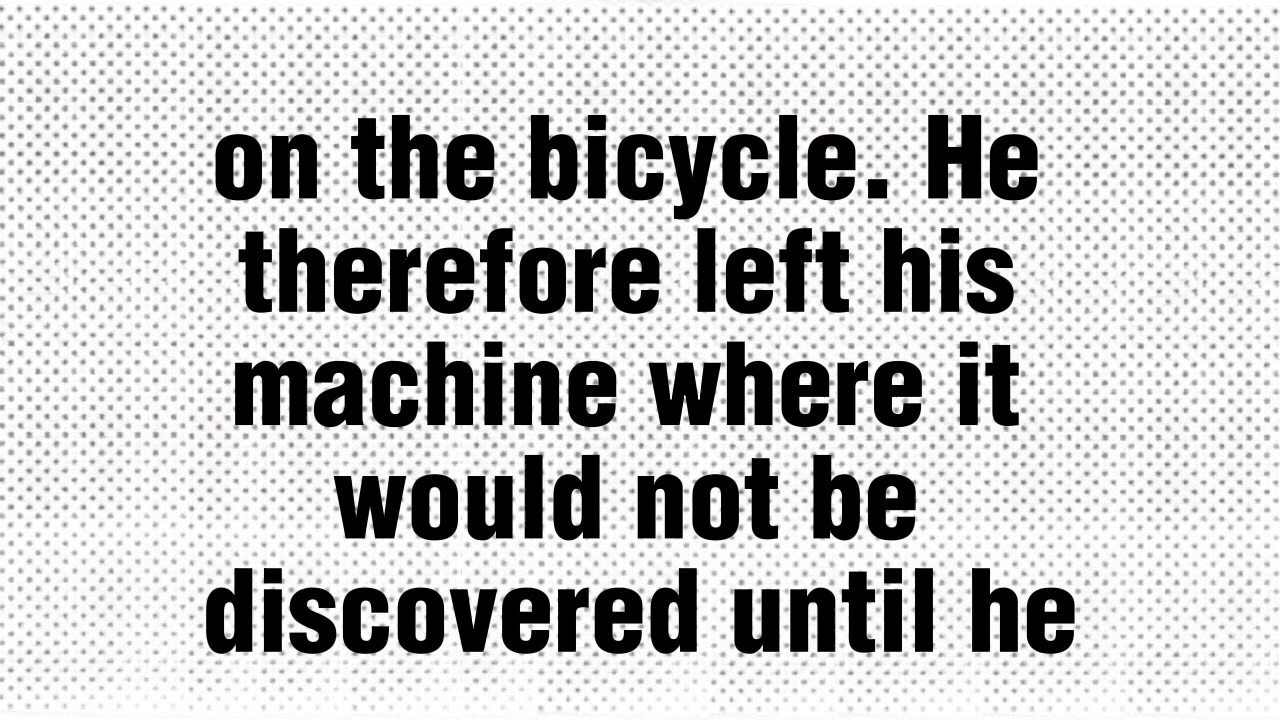 on the bicycle. He
therefore left his
machine where it
would not be
discovered until he